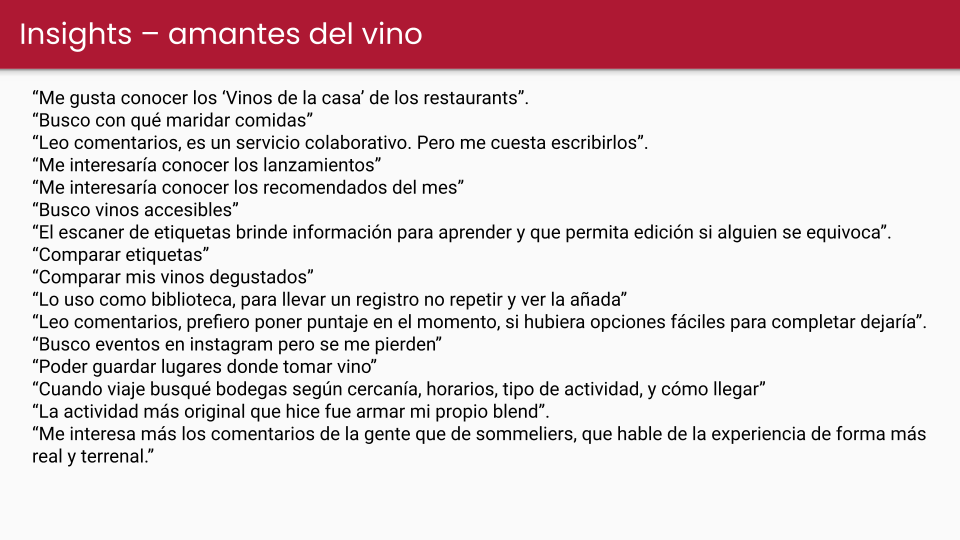 Insights – amantes del vino
“Me gusta conocer los ‘Vinos de la casa’ de los restaurants”.
“Busco con qué maridar comidas”
“Leo comentarios, es un servicio colaborativo. Pero me cuesta escribirlos”.
“Me interesaría conocer los lanzamientos”
“Me interesaría conocer los recomendados del mes”
“Busco vinos accesibles”
“El escaner de etiquetas brinde información para aprender y que permita edición si alguien se equivoca”.
“Comparar etiquetas”
“Comparar mis vinos degustados”
“Lo uso como biblioteca, para llevar un registro no repetir y ver la añada”
“Leo comentarios, prefiero poner puntaje en el momento, si hubiera opciones fáciles para completar dejaría”.
“Busco eventos en instagram pero se me pierden”
“Poder guardar lugares donde tomar vino”
“Cuando viaje busqué bodegas según cercanía, horarios, tipo de actividad, y cómo llegar”
“La actividad más original que hice fue armar mi propio blend”.
“Me interesa más los comentarios de la gente que de sommeliers, que hable de la experiencia de forma más
real y terrenal.”